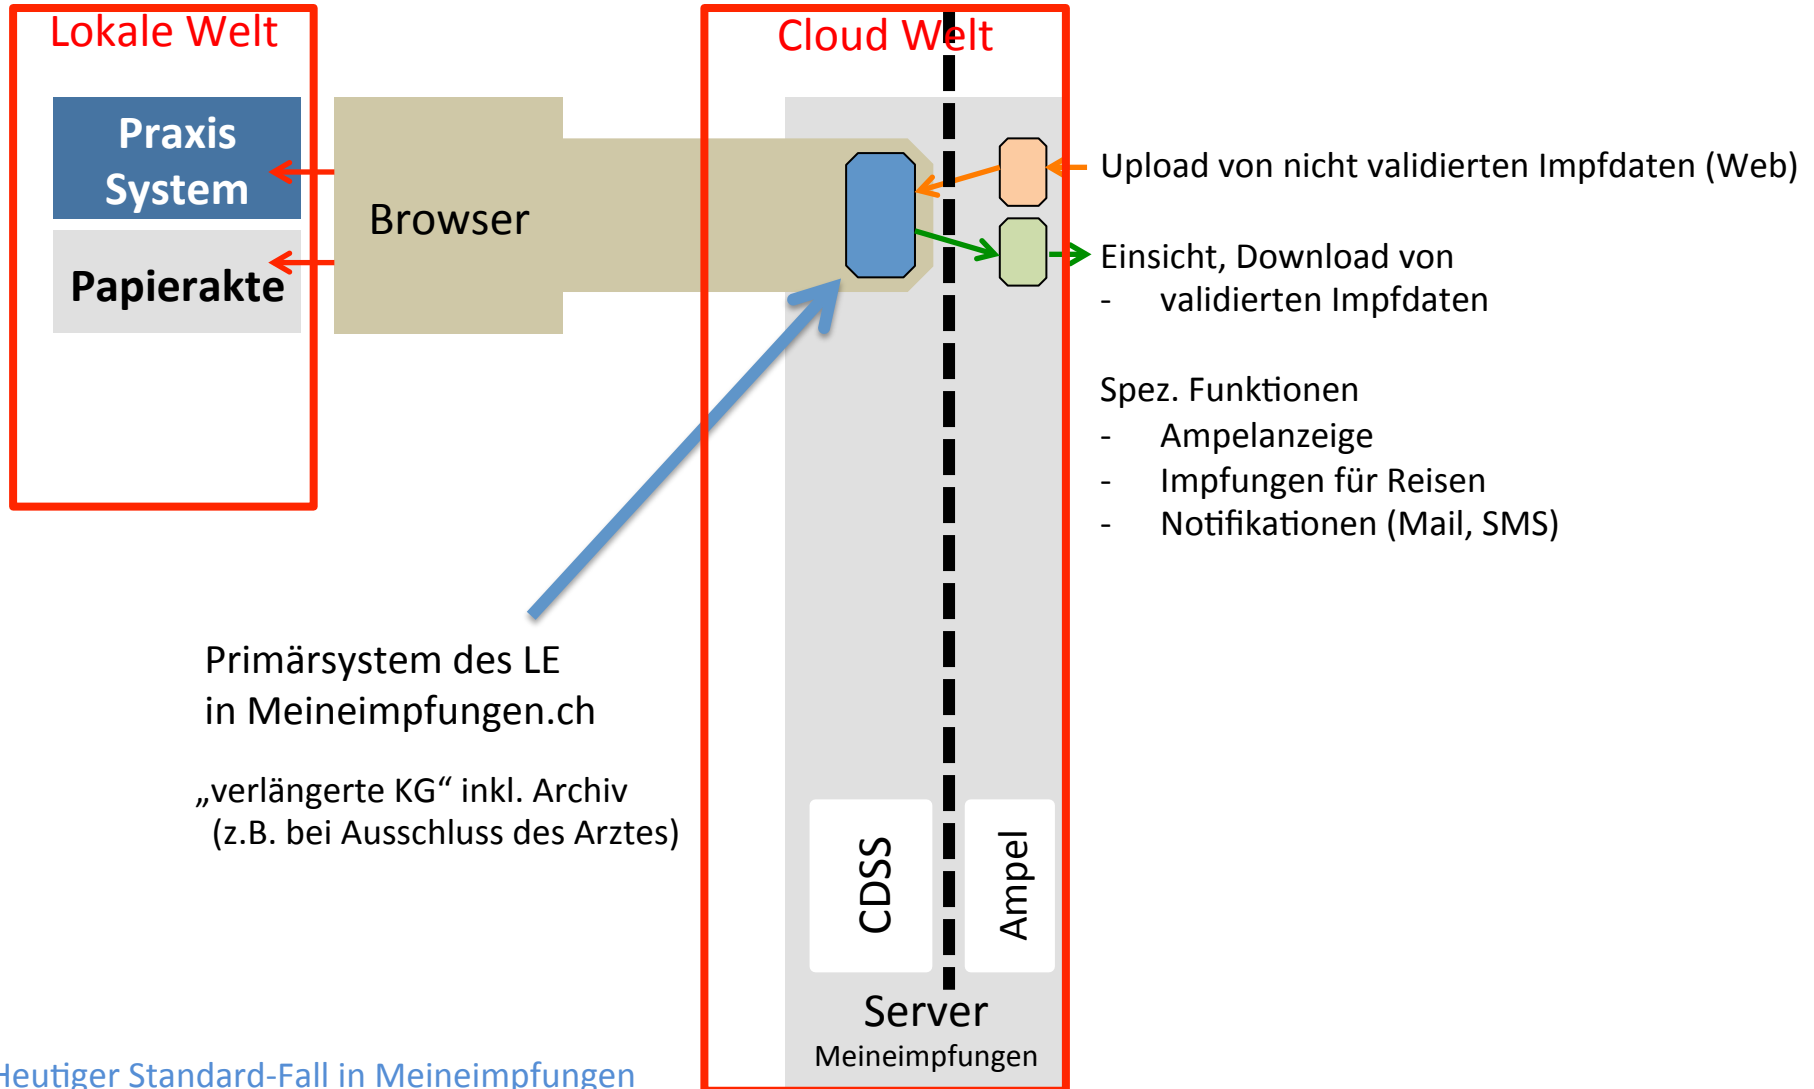 Lokale Welt
Cloud Welt
Praxis
System
Papierakte
Browser
Upload von nicht validierten Impfdaten (Web)
Einsicht, Download von
- validierten Impfdaten
Spez. Funktionen
- Ampelanzeige
- Impfungen für Reisen
- Notifikationen (Mail, SMS)
Primärsystem des LE
in Meineimpfungen.ch
„verlängerte KG“ inkl. Archiv
(z.B. bei Ausschluss des Arztes)
CDSS
Ampel
Server
Meineimpfungen
Heutiger Standard-Fall in Meineimpfungen